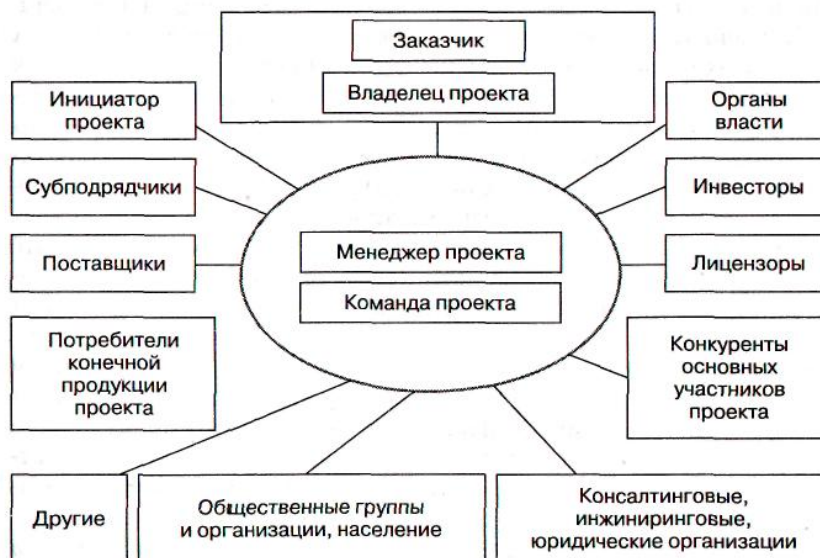 Заказчик
Владелец проекта
Инициатор
проекта
Органы
власти
Субподрядчики
Инвесторы
Поставщики
Менеджер проекта
Команда проекта
Лицензоры
Потребители
конечной
продукции
проекта
Конкуренты
основных
участников
проекта
Другие
Общественные группы
и организации, население
Консалтинговые,
инжиниринговые,
юридические организации